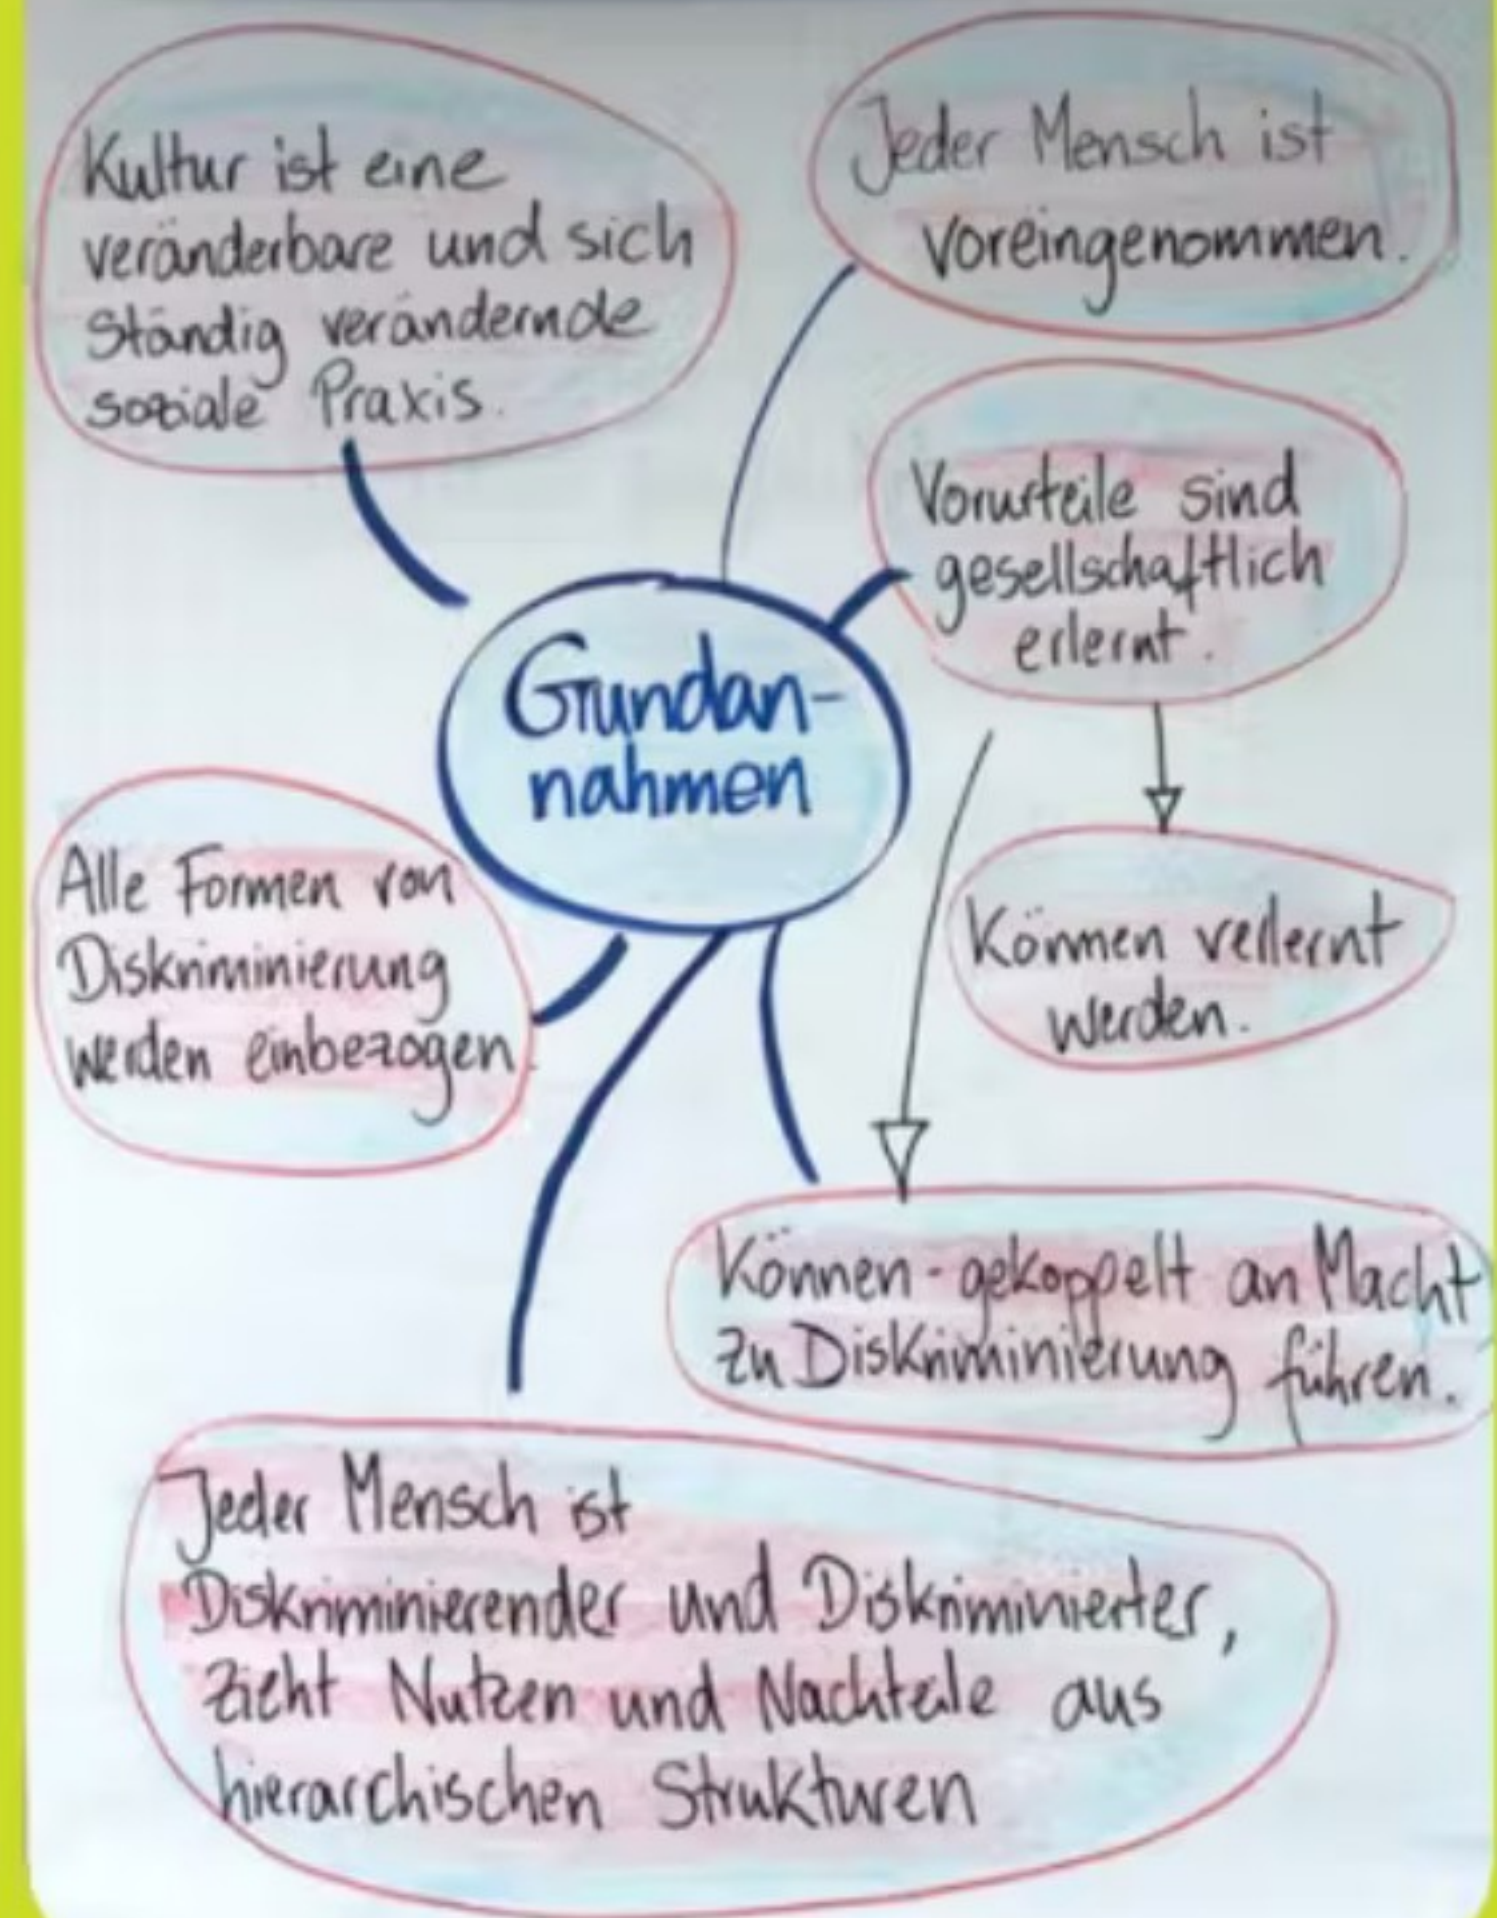 Kultur ist eine
veränderbare und sich
ständig verändernde
soziale Praxis.
Jeder Mensch ist
voreingenommen.
Vorurteile sind
gesellschaftlich
erlernt.
Grundan-
nahmen
Alle Formen von
Diskriminierung
werden einbezogen.
Können verlernt
werden.
Können - gekoppelt an Macht
zu Diskriminierung führen.
Jeder Mensch ist
Diskriminierender und Diskriminierter,
zieht Nutzen und Nachteile aus
hierarchischen Strukturen